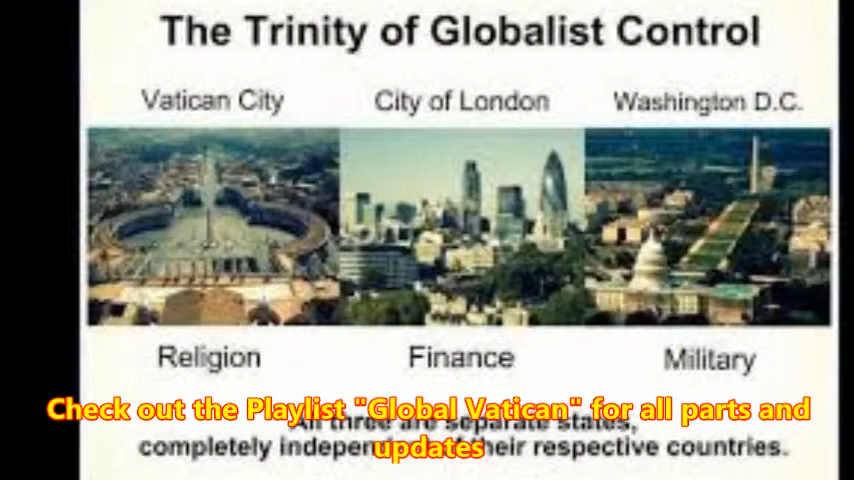 The Trinity of Globalist Control
Vatican City City of London Washington D.C.
Religion Finance Military
Check out the Playlist "Global Vatican" for all parts and
updates
All three are separate states,
completely their respective countries.